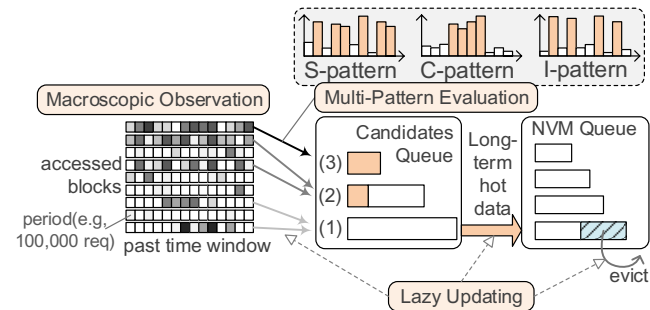 S-pattern C-pattern I-pattern
Macroscopic Observation
Multi-Pattern Evaluation
accessed
blocks
period(e.g,
100,000 req)
past time window
Candidates
Queue
(3)
(2)
(1)
Long-
term
hot
data
NVM Queue
evict
Lazy Updating